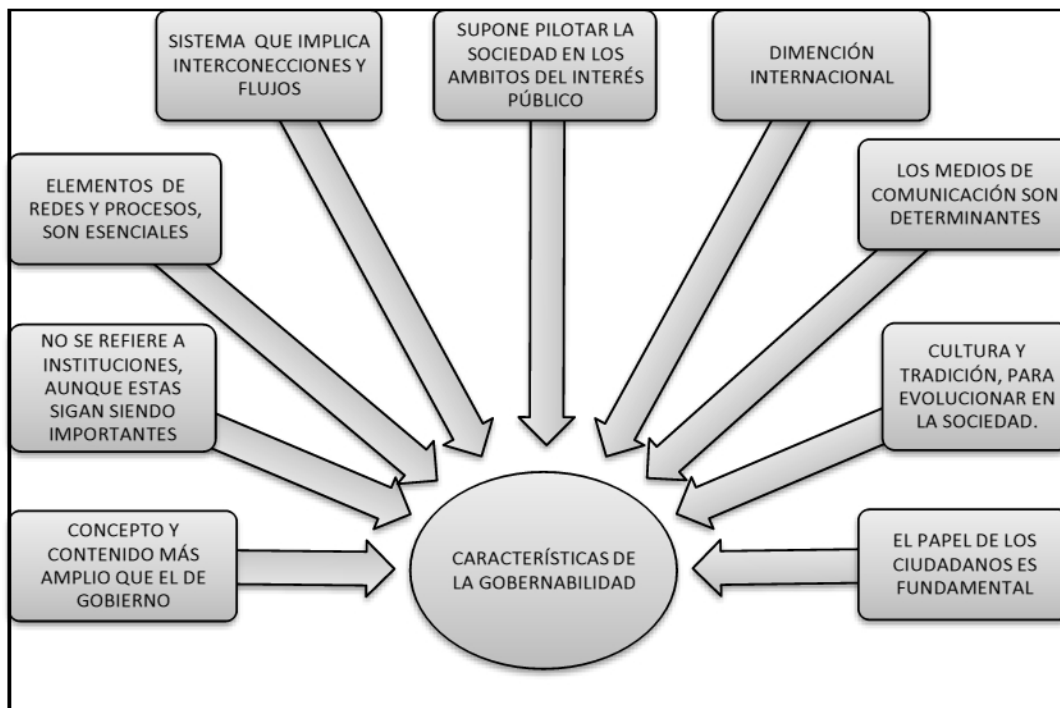 SISTEMA QUE IMPLICA
INTERCONECCIONES Y
FLUJOS
SUPONE PILOTAR LA
SOCIEDAD EN LOS
AMBITOS DEL INTERÉS
PÚBLICO
DIMENCIÓN
INTERNACIONAL
ELEMENTOS DE
REDES Y PROCESOS,
SON ESENCIALES
LOS MEDIOS DE
COMUNICACIÓN SON
DETERMINANTES
NO SE REFIERE A
INSTITUCIONES,
AUNQUE ESTAS
SIGAN SIENDO
IMPORTANTES
CULTURA Y
TRADICIÓN, PARA
EVOLUCIONAR EN
LA SOCIEDAD.
CONCEPTO Y
CONTENIDO MÁS
AMPLIO QUE EL DE
GOBIERNO
CARACTERÍSTICAS DE
LA GOBERNABILIDAD
EL PAPEL DE LOS
CIUDADANOS ES
FUNDAMENTAL